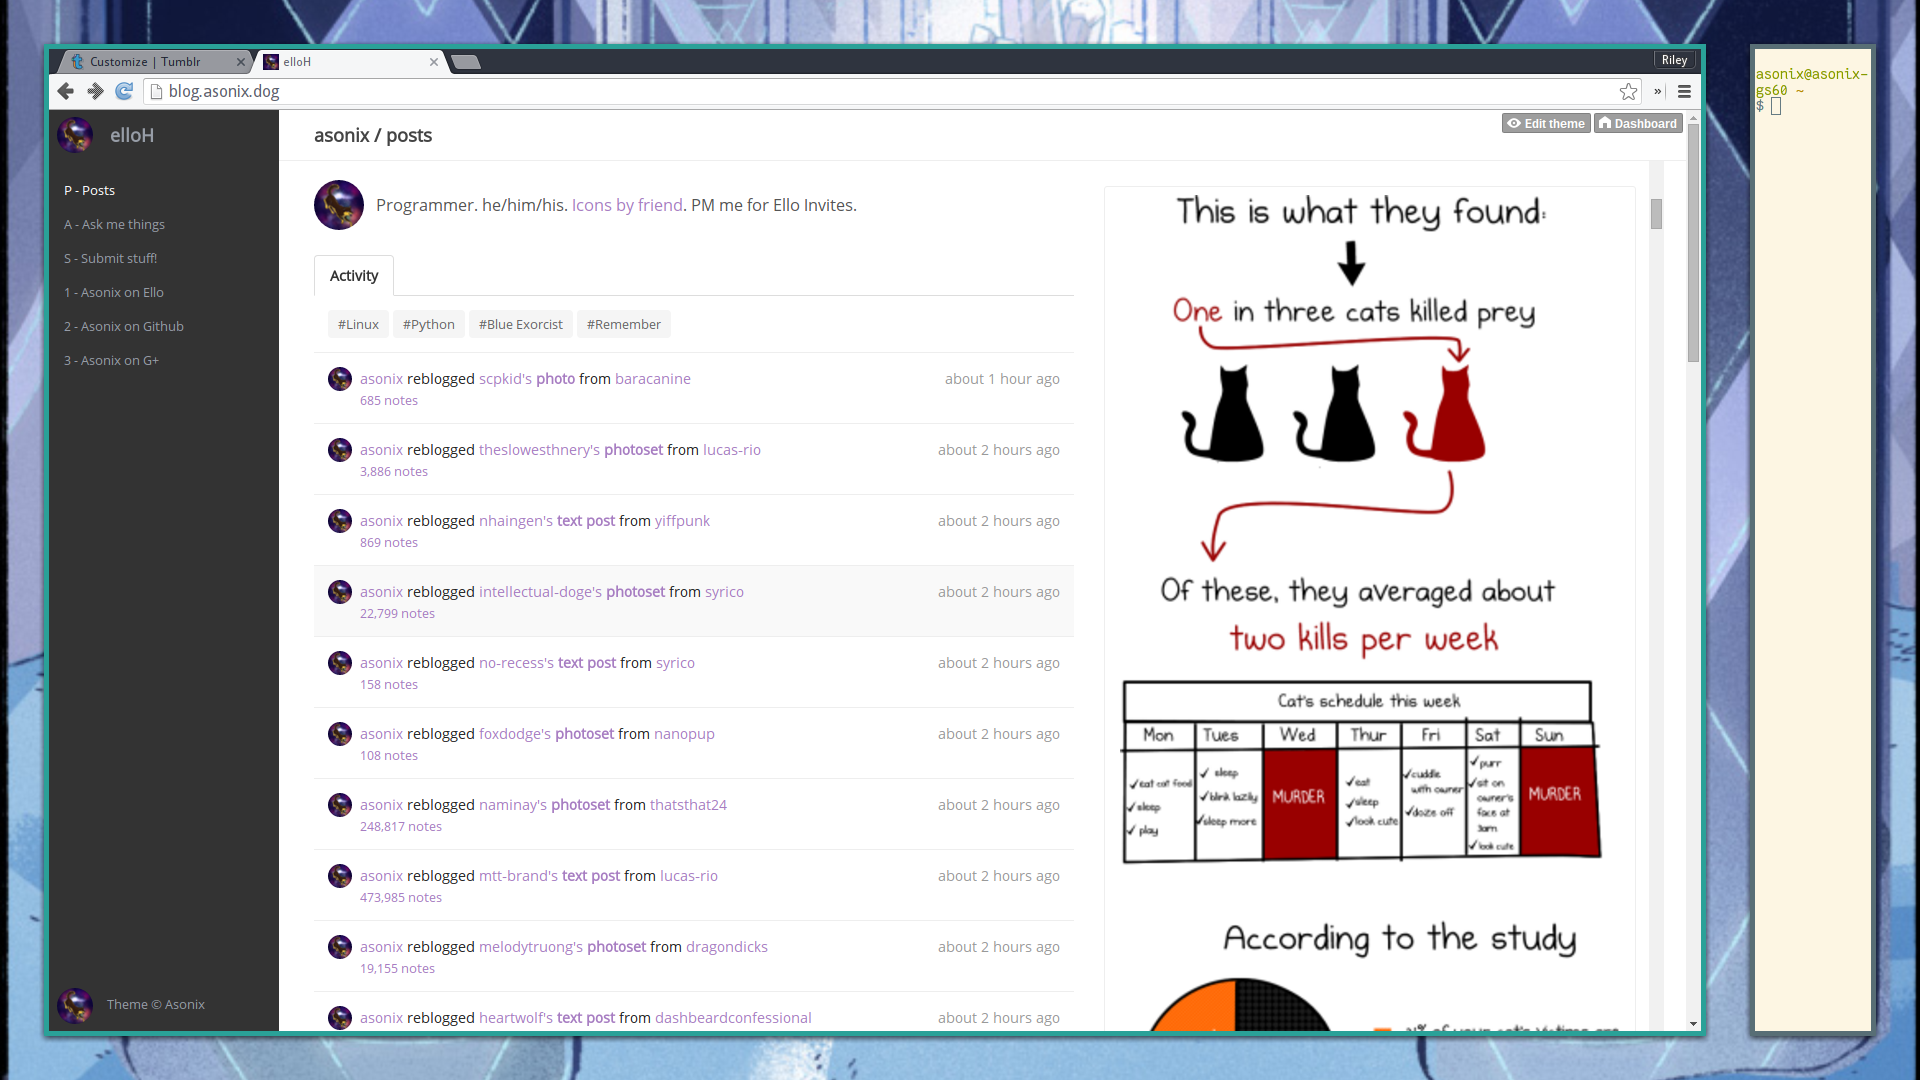 Customize | Tumblr
elloH
Riley
blog.asonix.dog
»
elloH
P - Posts
A - Ask me things
S - Submit stuff!
1 - Asonix on Ello
2 - Asonix on Github
3 - Asonix on G+
Theme © Asonix
asonix / posts
Edit theme
Dashboard
Programmer. he/him/his. Icons by friend. PM me for Ello Invites.
Activity
#Linux #Python #Blue Exorcist #Remember
asonix reblogged scpkid's photo from baracanine about 1 hour ago
685 notes
asonix reblogged theslowesthnery's photoset from lucas-rio about 2 hours ago
3,886 notes
asonix reblogged nhaingen's text post from yiffpunk about 2 hours ago
869 notes
asonix reblogged intellectual-doge's photoset from syrico about 2 hours ago
22,799 notes
asonix reblogged no-recess's text post from syrico about 2 hours ago
158 notes
asonix reblogged foxdodge's photoset from nanopup about 2 hours ago
108 notes
asonix reblogged naminay's photoset from thatsthat24 about 2 hours ago
248,817 notes
asonix reblogged mtt-brand's text post from lucas-rio about 2 hours ago
473,985 notes
asonix reblogged melodytruong's photoset from dragondicks about 2 hours ago
19,155 notes
asonix reblogged heartwolf's text post from dashbeardconfessional about 2 hours ago
This is what they found:
One in three cats killed prey
Of these, they averaged about
two kills per week
Cat's schedule this week
Mon Tues Wed Thur Fri Sat Sun
✓eat cat food
✓sleep
✓play
✓sleep
✓blink lazily
✓sleep more
MURDER
✓eat
✓sleep
✓look cute
✓cuddle
with owner
✓doze off
✓purr
✓sit on
owner's
face at
3am
✓look cute
MURDER
According to the study
asonix@asonix-
gs60 ~
$